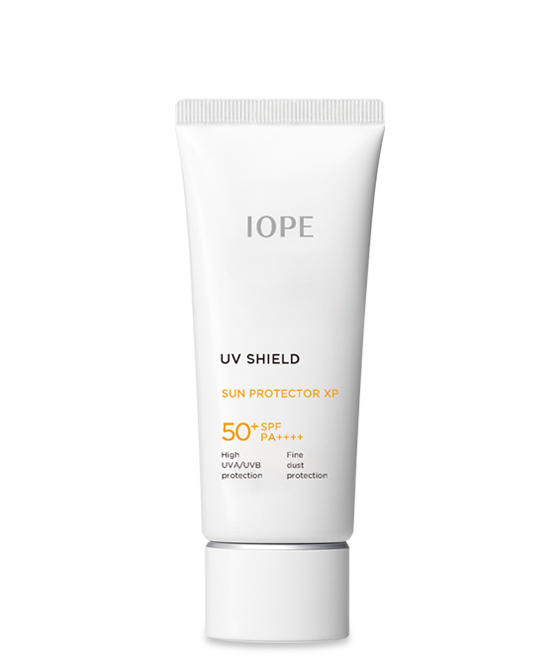 IOPE
UV SHIELD
SUN PROTECTOR XP
50+ SPF
PA++++
High
UVA/UVB
protection
Fine
dust
protection